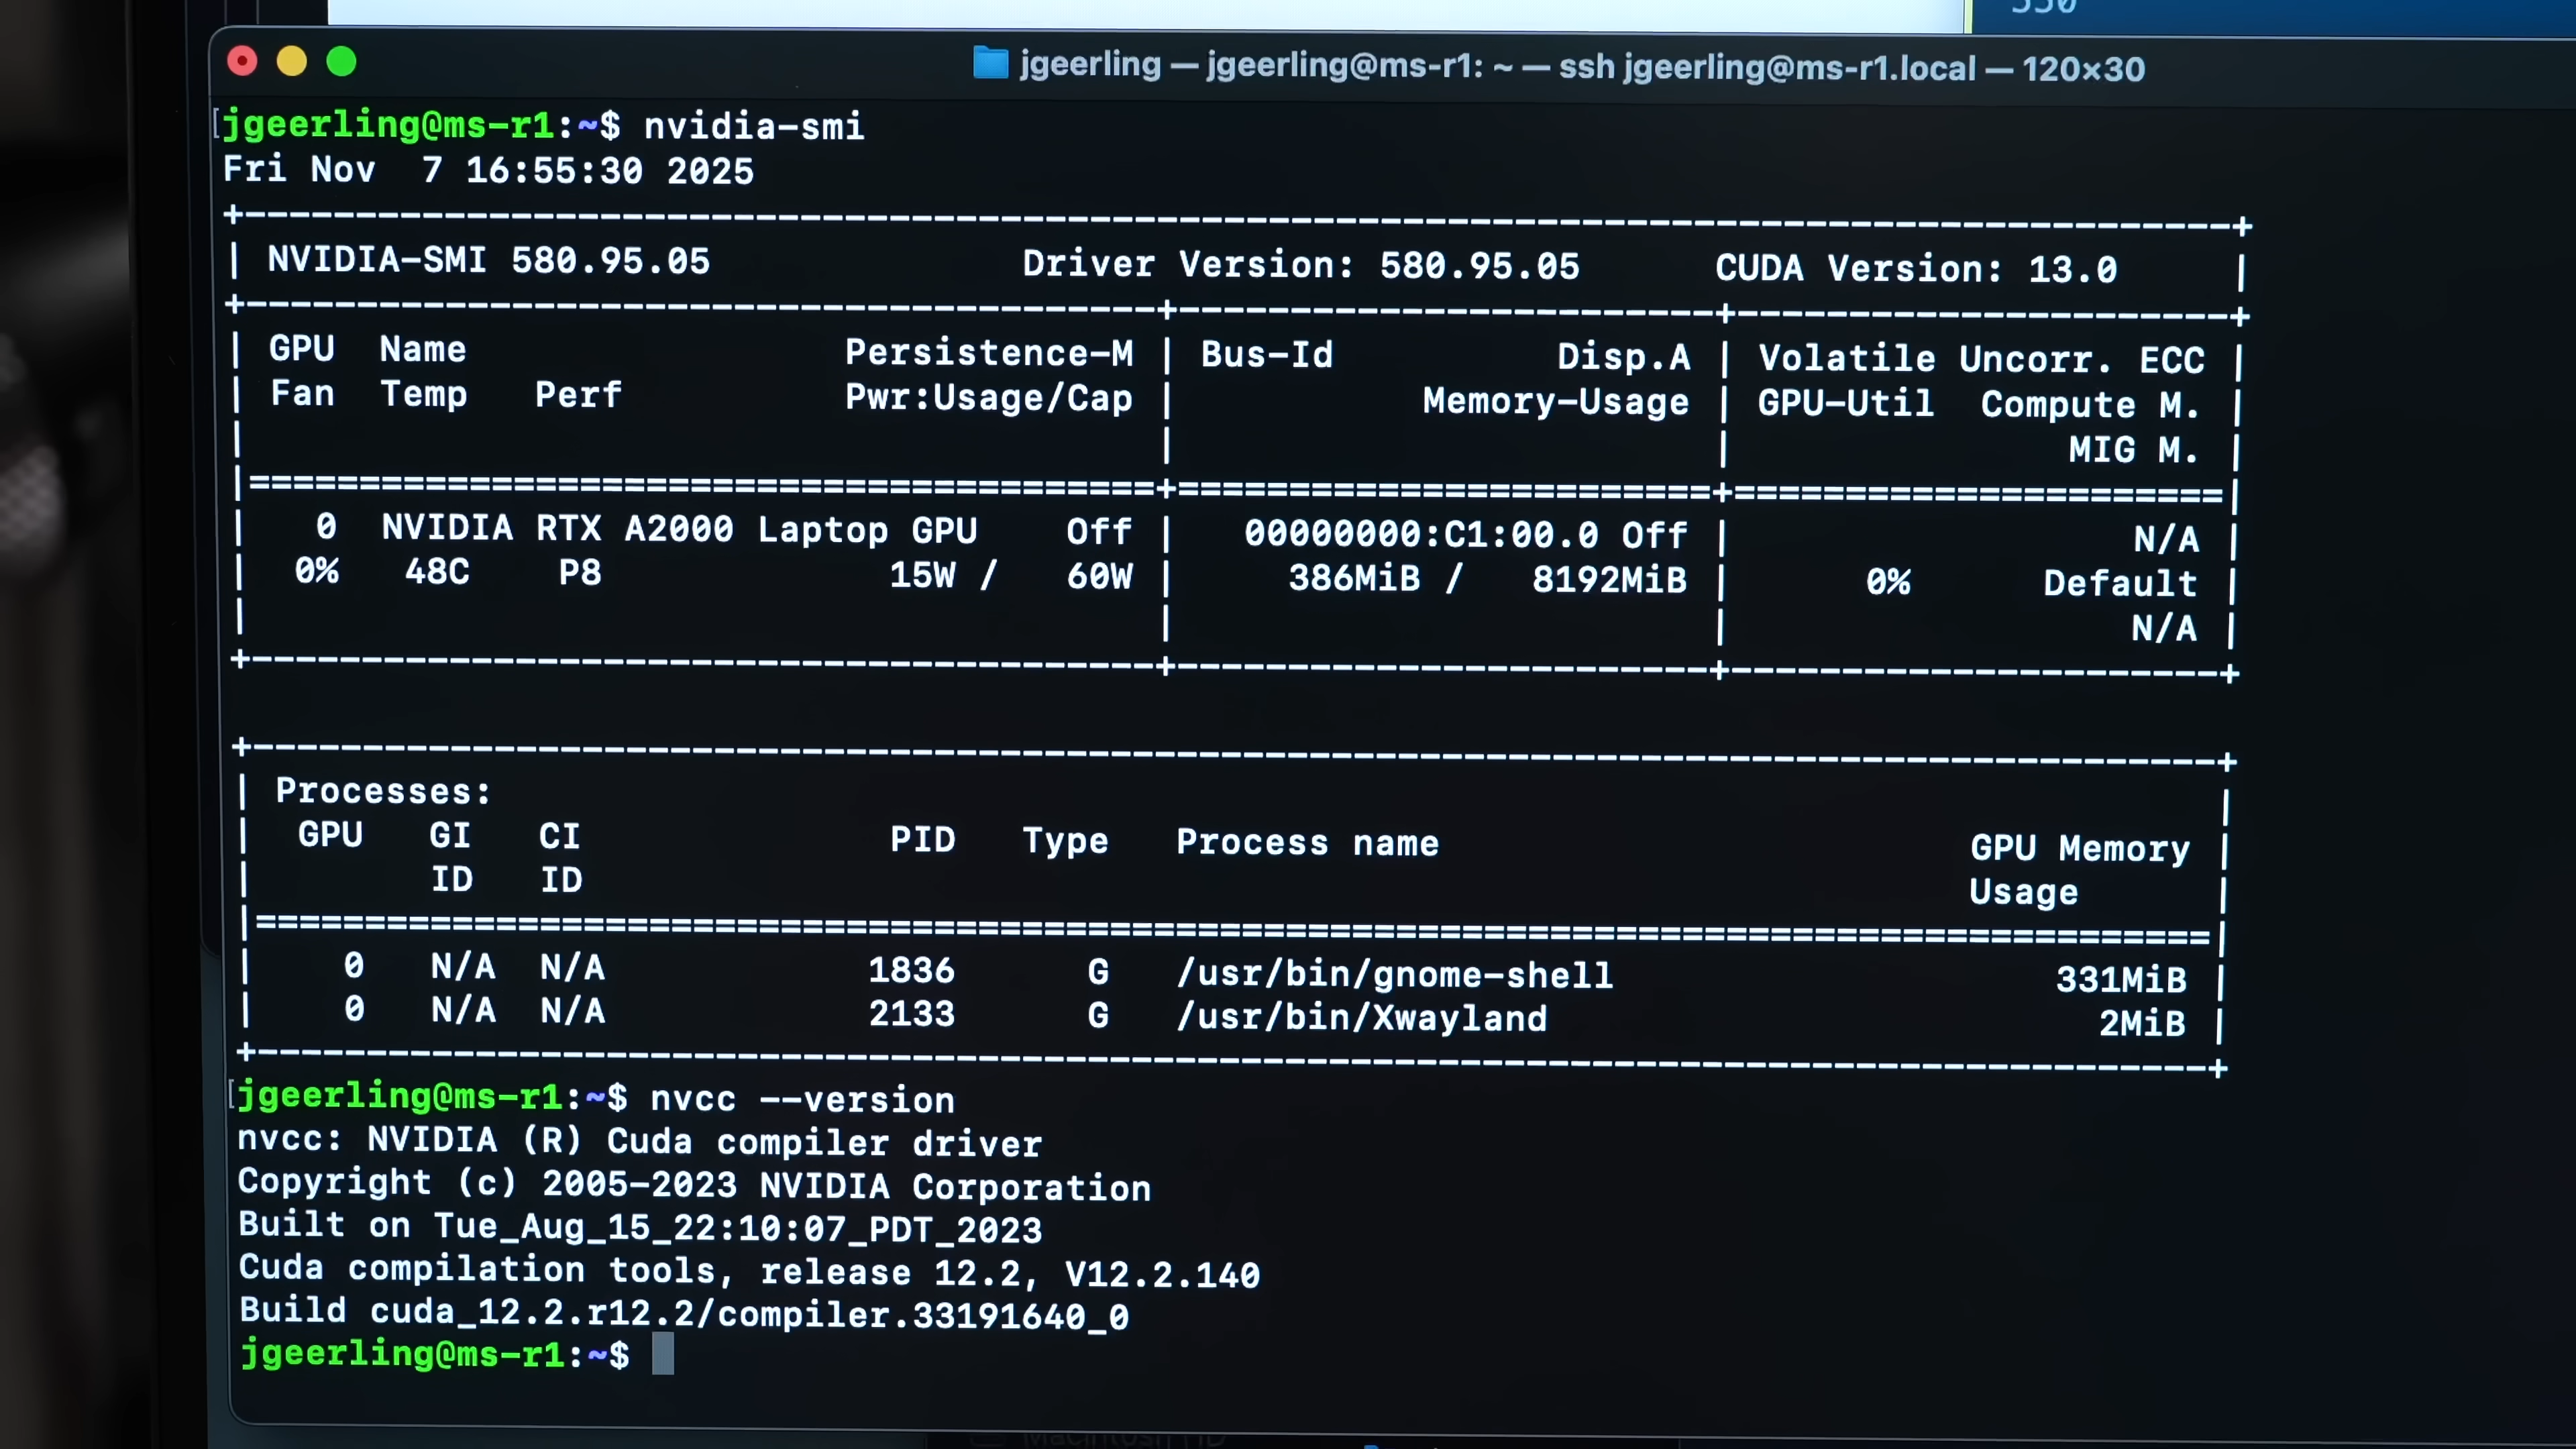 550
jgeerling — jgeerling@ms-r1: ~ — ssh jgeerling@ms-r1.local — 120×30
[jgeerling@ms-r1:~$ nvidia-smi
Fri Nov  7 16:55:30 2025
+-----------------------------------------------------------------------------------------+
| NVIDIA-SMI 580.95.05              Driver Version: 580.95.05      CUDA Version: 13.0     |
+-----------------------------------------+------------------------+----------------------+
| GPU  Name                 Persistence-M | Bus-Id          Disp.A | Volatile Uncorr. ECC |
| Fan  Temp   Perf          Pwr:Usage/Cap |           Memory-Usage | GPU-Util  Compute M. |
|                                         |                        |               MIG M. |
|=========================================+========================+======================|
|   0  NVIDIA RTX A2000 Laptop GPU    Off |   00000000:C1:00.0 Off |                  N/A |
|  0%   48C    P8             15W /   60W |     386MiB /   8192MiB |      0%      Default |
|                                         |                        |                  N/A |
+-----------------------------------------+------------------------+----------------------+
+-----------------------------------------------------------------------------------------+
| Processes:                                                                              |
|  GPU   GI   CI              PID   Type   Process name                        GPU Memory |
|        ID   ID                                                               Usage      |
|=========================================================================================|
|    0   N/A  N/A            1836      G   /usr/bin/gnome-shell                    331MiB |
|    0   N/A  N/A            2133      G   /usr/bin/Xwayland                         2MiB |
+-----------------------------------------------------------------------------------------+
[jgeerling@ms-r1:~$ nvcc --version
nvcc: NVIDIA (R) Cuda compiler driver
Copyright (c) 2005-2023 NVIDIA Corporation
Built on Tue_Aug_15_22:10:07_PDT_2023
Cuda compilation tools, release 12.2, V12.2.140
Build cuda_12.2.r12.2/compiler.33191640_0
jgeerling@ms-r1:~$
Macintosh HD